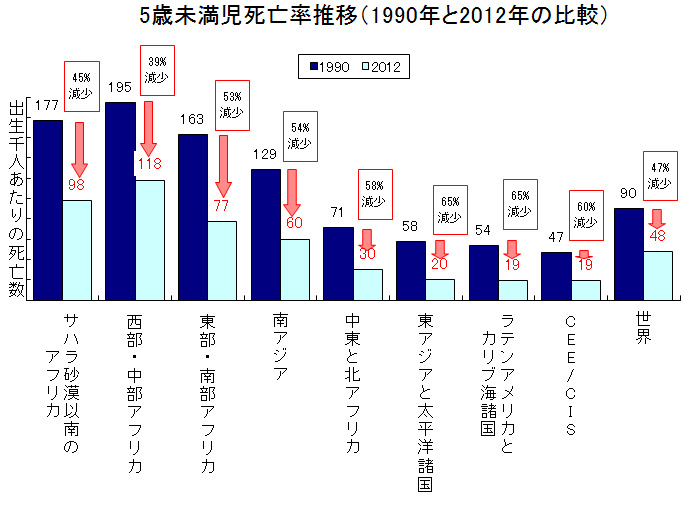 5歳未満児死亡率推移（1990年と2012年の比較）
1990 2012
出生千人あたりの死亡数
177
45%
減少
98
195
39%
減少
118
163
53%
減少
77
129
54%
減少
60
71
58%
減少
30
58
65%
減少
20
54
65%
減少
19
47
60%
減少
19
90
47%
減少
48
サハラ砂漠以南の
アフリカ
西部・中部アフリカ
東部・南部アフリカ
南アジア
中東と北アフリカ
東アジアと太平洋諸国
ラテンアメリカと
カリブ海諸国
CEE/CIS
世界